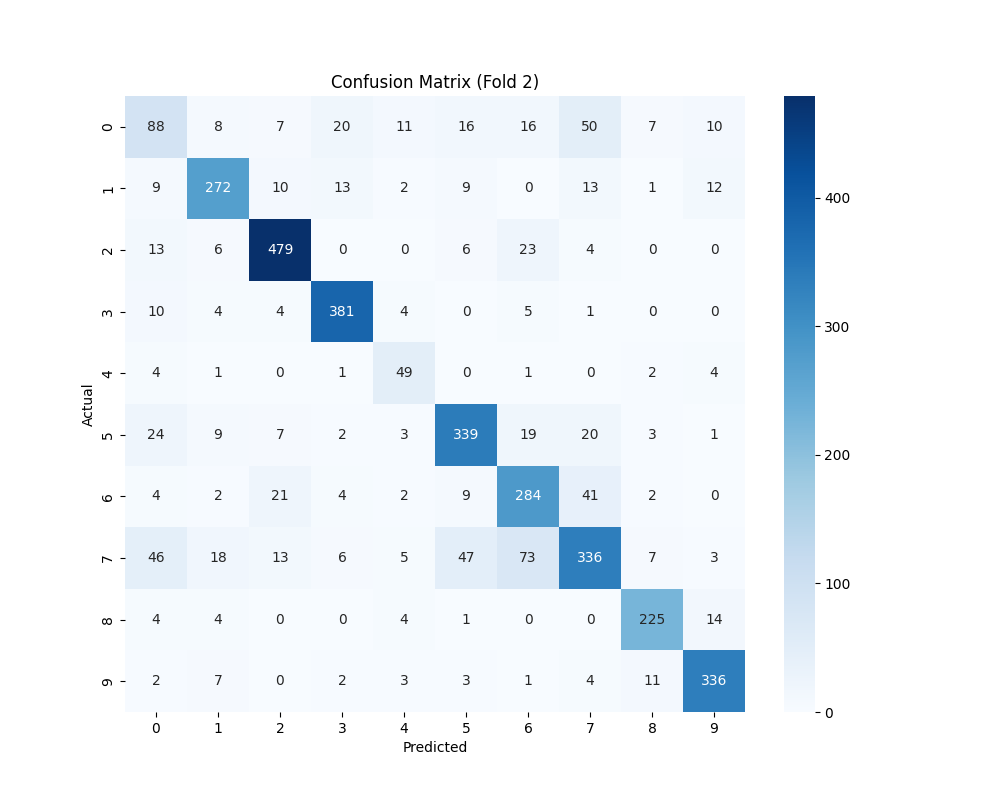 Confusion Matrix (Fold 2)
0 88 8 7 20 11 16 16 50 7 10
1 9 272 10 13 2 9 0 13 1 12
2 13 6 479 0 0 6 23 4 0 0
3 10 4 4 381 4 0 5 1 0 0
4 4 1 0 1 49 0 1 0 2 4
5 24 9 7 2 3 339 19 20 3 1
6 4 2 21 4 2 9 284 41 2 0
7 46 18 13 6 5 47 73 336 7 3
8 4 4 0 0 4 1 0 0 225 14
9 2 7 0 2 3 3 1 4 11 336
0 1 2 3 4 5 6 7 8 9
Predicted
Actual
400
300
200
100
0